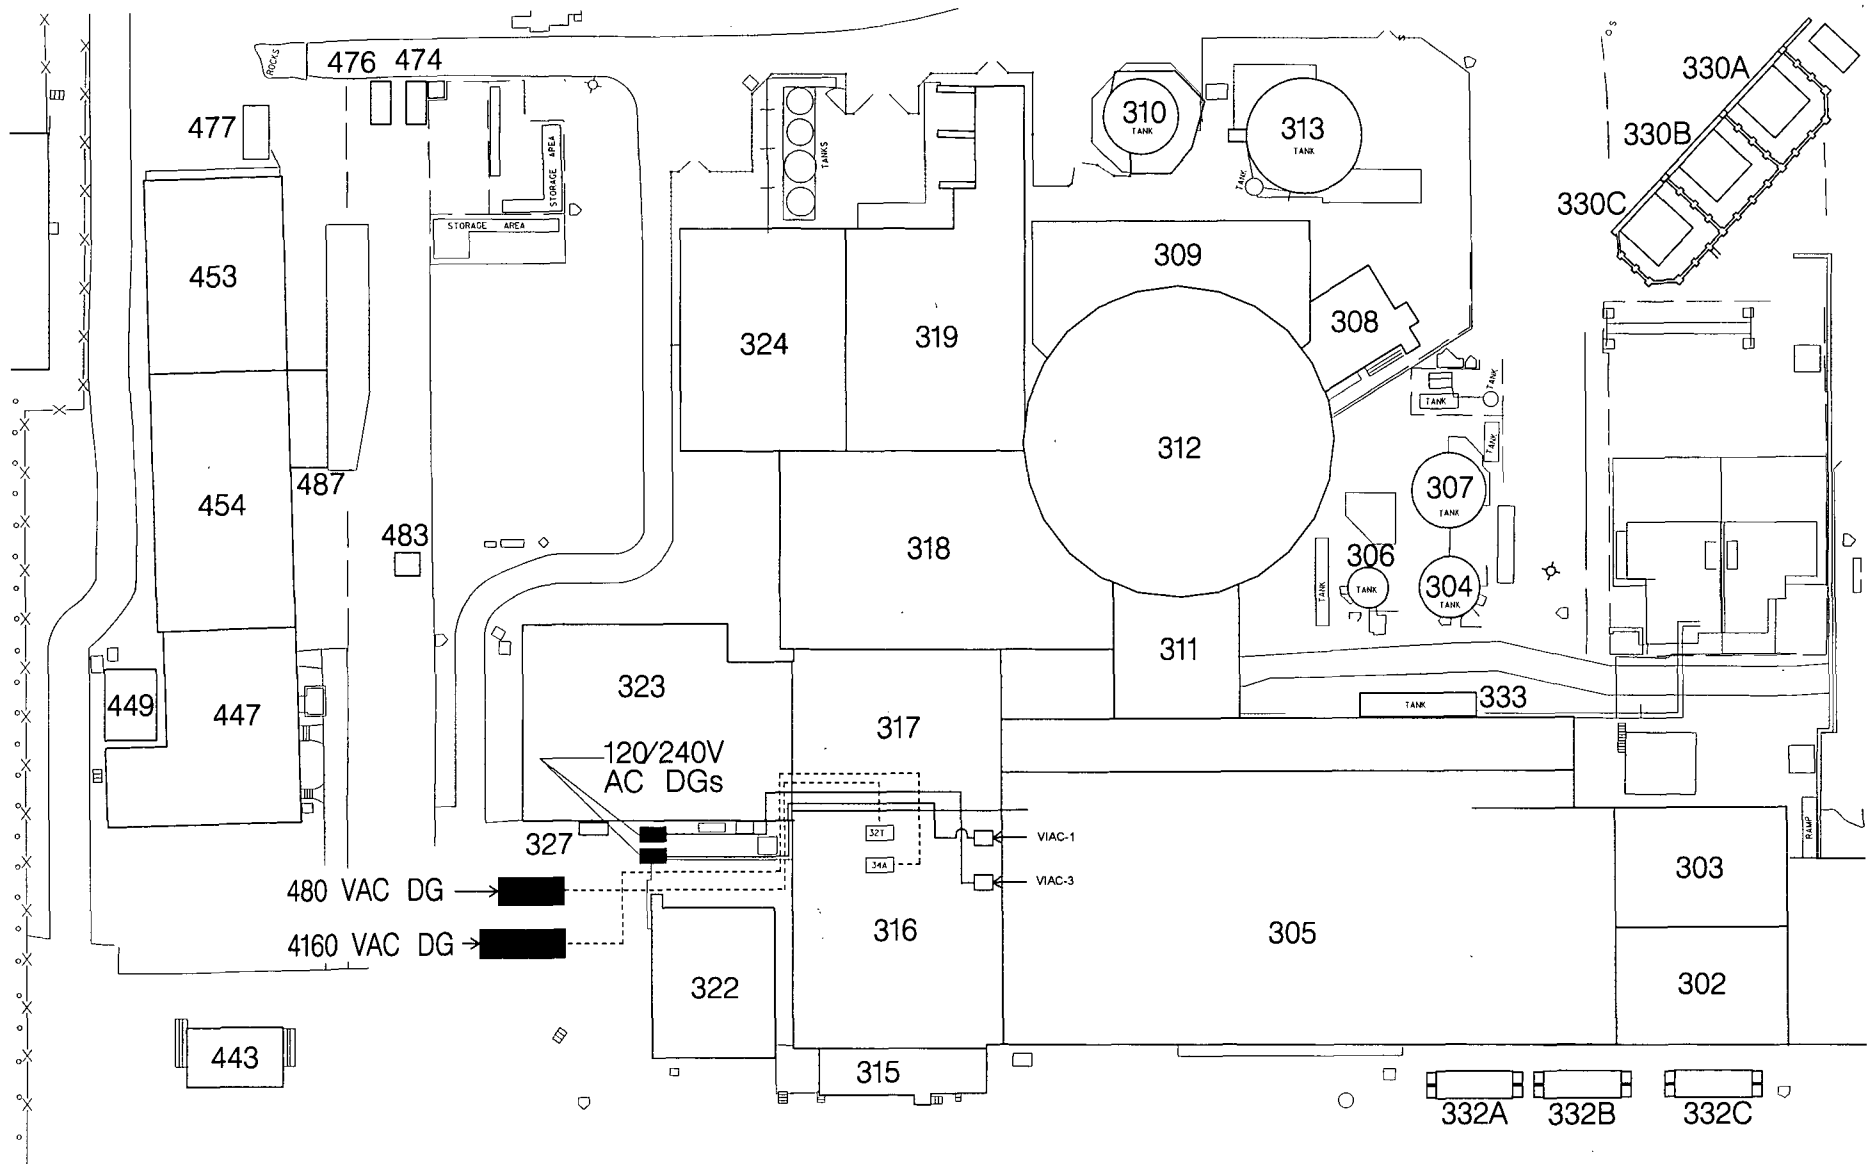 ROCKS
476
474
S
330A
310
TANK
313
TANK
477
TANKS
STORAGE AREA
330B
TANK
330C
STORAGE AREA
453
309
308
324
319
TANK
TANK
312
TANK
487
454
307
TANK
483
318
306
TANK
TANK
304
TANK
311
323
449
447
317
TANK
333
120/240V
AC DGs
327
32T
34A
VIAC-1
VIAC-3
RAMP
303
480 VAC DG
4160 VAC DG
316
305
322
302
443
315
332A
332B
332C
S